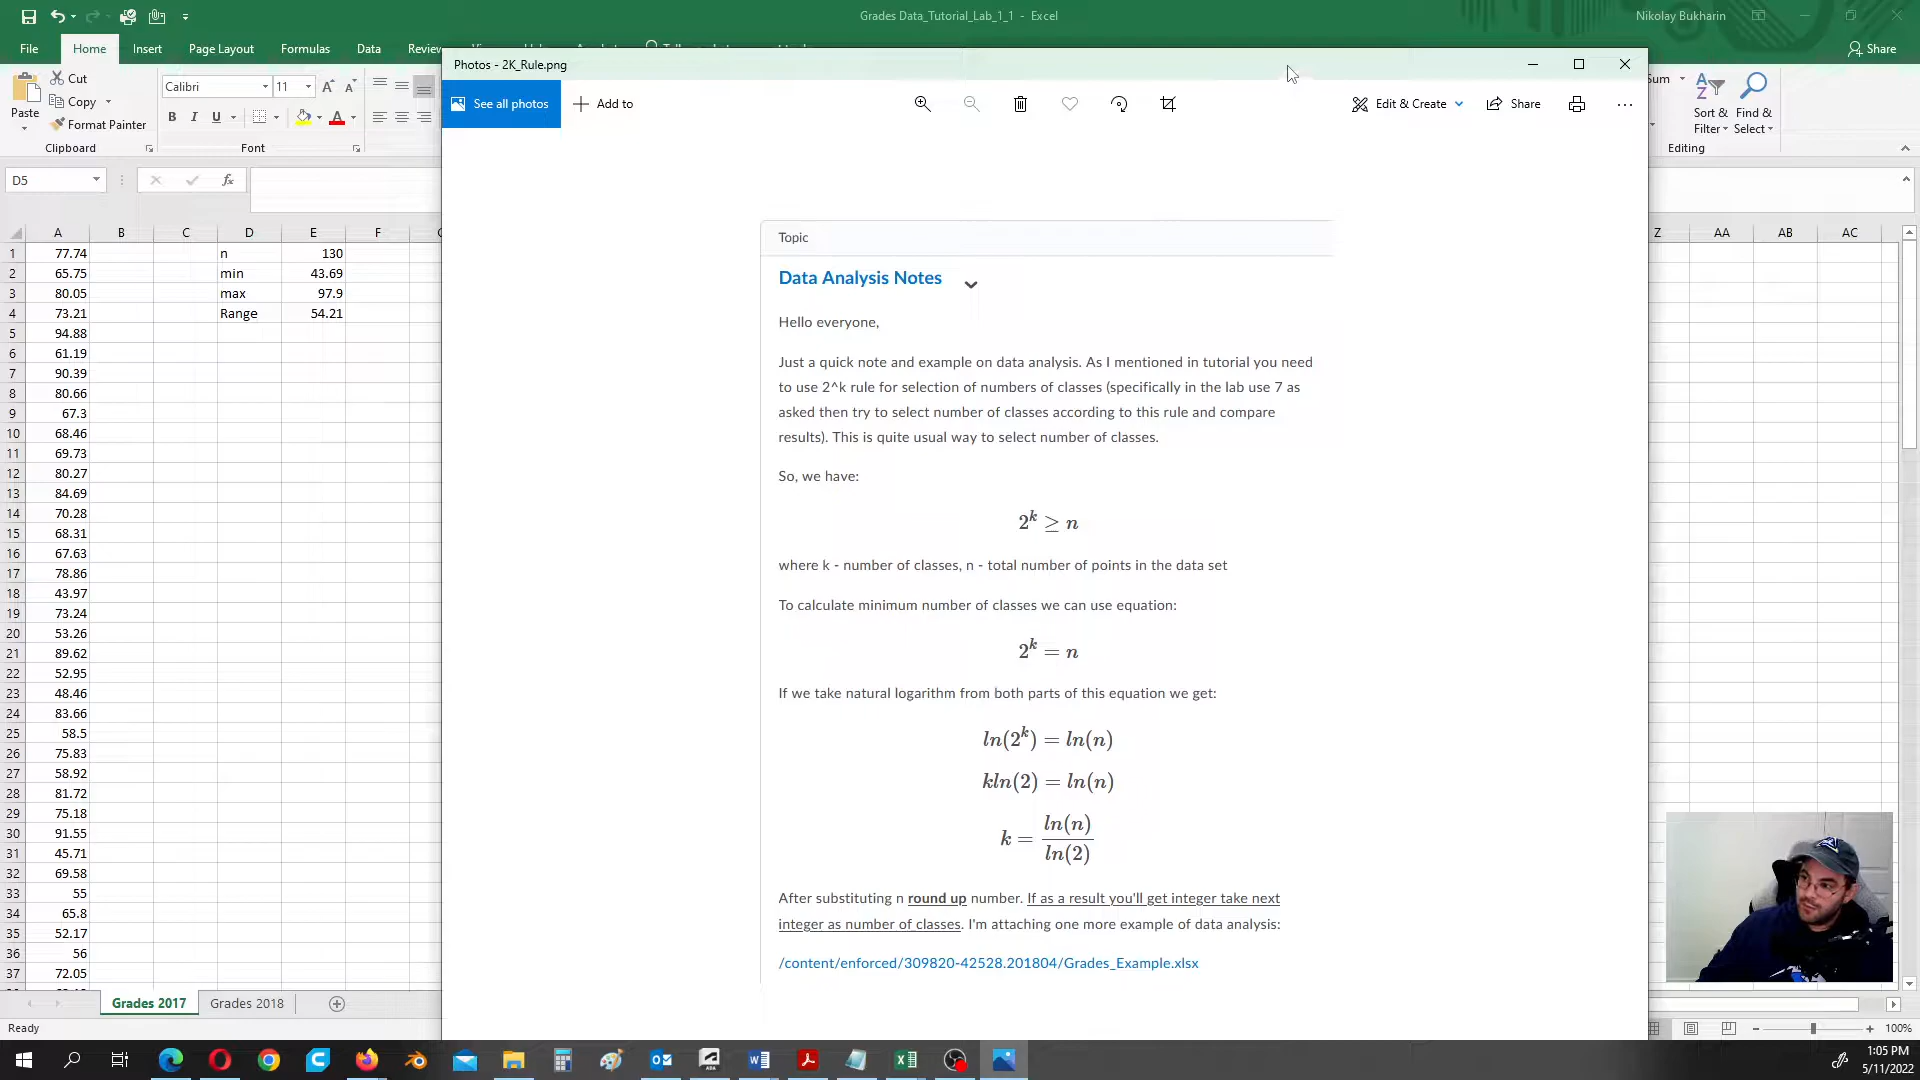 Grades Data_Tutorial_Lab_1_1 - Excel
Nikolay Bukharin
File Home Insert Page Layout Formulas Data Review
Share
Photos - 2K_Rule.png
See all photos
Add to
Edit & Create
Share
Cut
Copy
Format Painter
Paste
Clipboard
Calibri 11
B I U
Font
Sort & Filter
Find & Select
Editing
D5
fx
A B C D E F
Z AA AB AC
1 77.74 n 130
2 65.75 min 43.69
3 80.05 max 97.9
4 73.21 Range 54.21
5 94.88
6 61.19
7 90.39
8 80.66
9 67.3
10 68.46
11 69.73
12 80.27
13 84.69
14 70.28
15 68.31
16 67.63
17 78.86
18 43.97
19 73.24
20 53.26
21 89.62
22 52.95
23 48.46
24 83.66
25 58.5
26 75.83
27 58.92
28 81.72
29 75.18
30 91.55
31 45.71
32 69.58
33 55
34 65.8
35 52.17
36 56
37 72.05
Topic
Data Analysis Notes
Hello everyone,
Just a quick note and example on data analysis. As I mentioned in tutorial you need
to use 2^k rule for selection of numbers of classes (specifically in the lab use 7 as
asked then try to select number of classes according to this rule and compare
results). This is quite usual way to select number of classes.
So, we have:
2^k ≥ n
where k - number of classes, n - total number of points in the data set
To calculate minimum number of classes we can use equation:
2^k = n
If we take natural logarithm from both parts of this equation we get:
ln(2^k) = ln(n)
kln(2) = ln(n)
k = ln(n)/ln(2)
After substituting n round up number. If as a result you'll get integer take next
integer as number of classes. I'm attaching one more example of data analysis:
/content/enforced/309820-42528.201804/Grades_Example.xlsx
Grades 2017 Grades 2018
Ready
100%
1:05 PM
5/11/2022